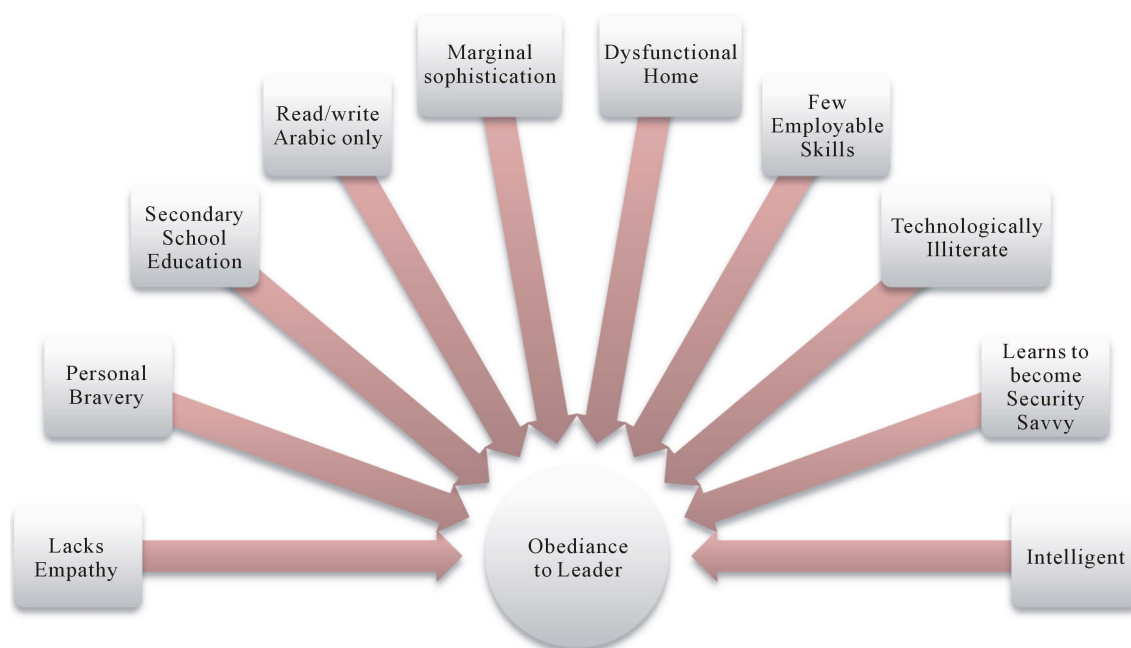 Marginal
sophistication
Dysfunctional
Home
Read/write
Arabic only
Few
Employable
Skills
Secondary
School
Education
Technologically
Illiterate
Personal
Bravery
Learns to
become
Security
Savvy
Lacks
Empathy
Obediance
to Leader
Intelligent